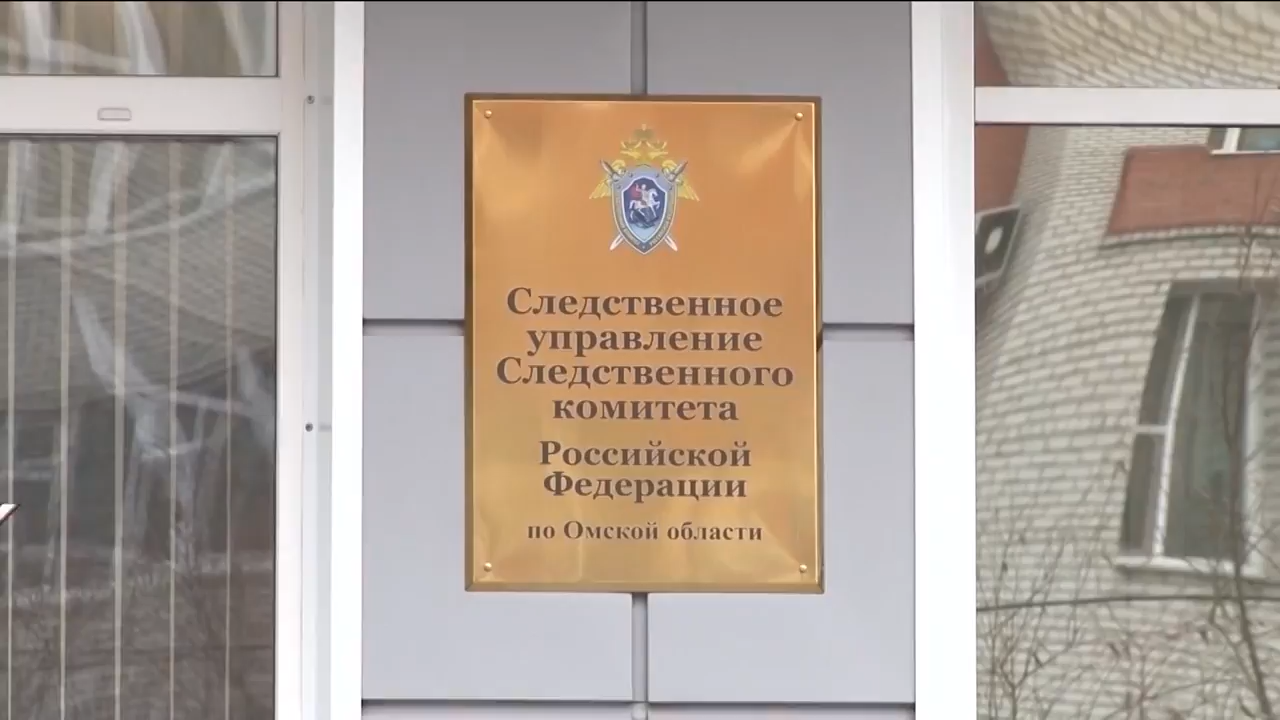 Следственное
управление
Следственного
комитета
Российской
Федерации
по Омской области